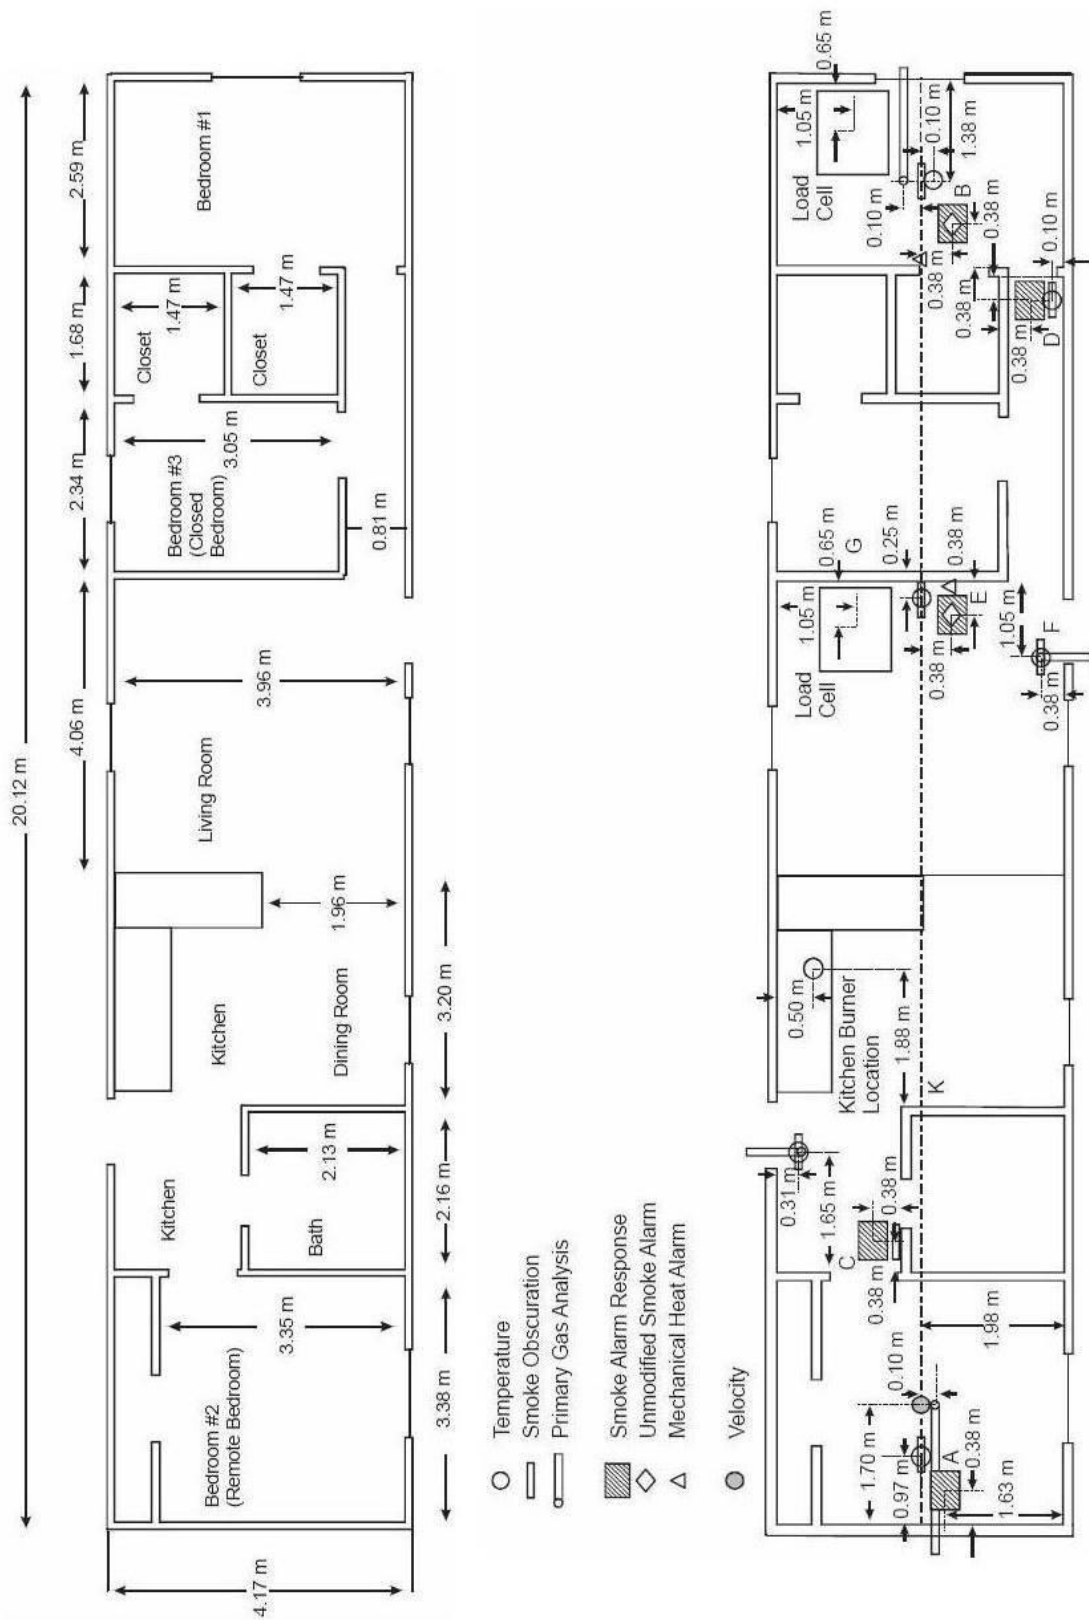 20.12 m
2.59 m
1.68 m
2.34 m
4.06 m
Bedroom #1
Closet
1.47 m
Closet
1.47 m
3.05 m
Bedroom #3
(Closed
Bedroom)
0.81 m
3.96 m
Living Room
1.96 m
Kitchen
Dining Room
3.20 m
Kitchen
2.13 m
Bath
2.16 m
3.35 m
Bedroom #2
(Remote Bedroom)
3.38 m
4.17 m
Temperature
Smoke Obscuration
Primary Gas Analysis
Smoke Alarm Response
Unmodified Smoke Alarm
Mechanical Heat Alarm
Velocity
0.65 m
1.05 m
Load
Cell
0.10 m
1.38 m
0.10 m
B
0.38 m
0.38 m
0.10 m
0.38 m
0.38 m
D
0.65 m
G
0.25 m
0.38 m
1.05 m
E
Load
Cell
0.38 m
1.05 m
F
0.38 m
0.50 m
Kitchen Burner
Location
1.88 m
K
0.31 m
1.65 m
0.38 m
C
0.38 m
1.98 m
0.10 m
1.70 m
0.97 m
A
0.38 m
1.63 m